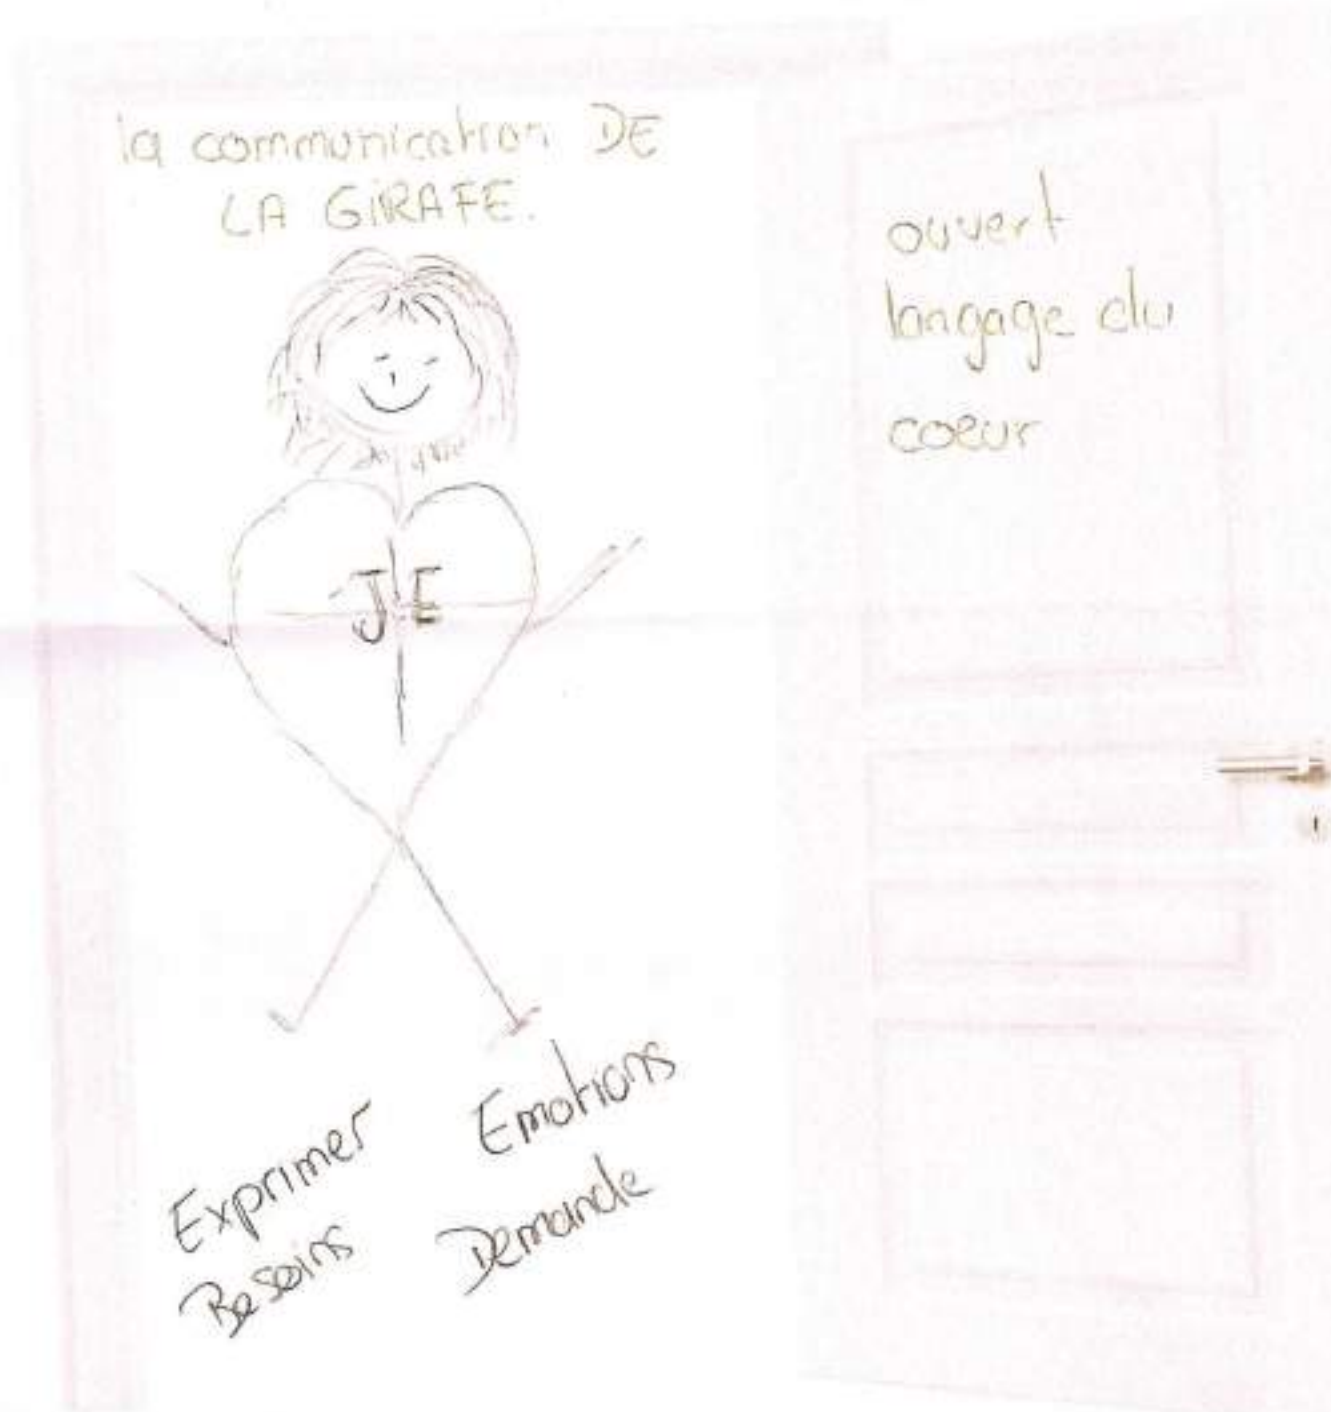 la communication DE
LA GIRAFE.
ouvert
langage du
coeur
JE
Exprimer Emotions
Besoins Demande